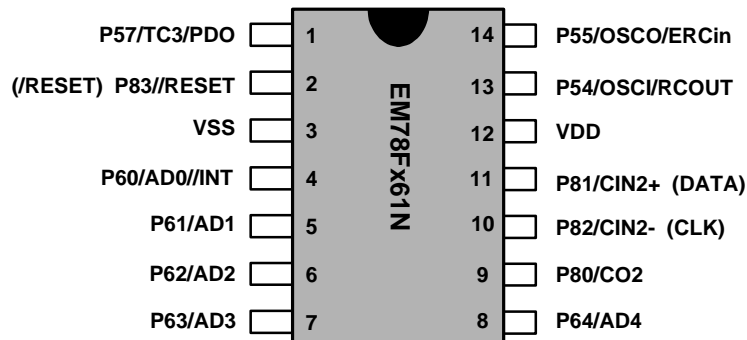 P57/TC3/PDO 1 14 P55/OSCO/ERCin
(/RESET) P83//RESET 2 13 P54/OSCI/RCOUT
VSS 3 12 VDD
P60/AD0//INT 4 11 P81/CIN2+ (DATA)
P61/AD1 5 10 P82/CIN2- (CLK)
P62/AD2 6 9 P80/CO2
P63/AD3 7 8 P64/AD4
EM78Fx61N